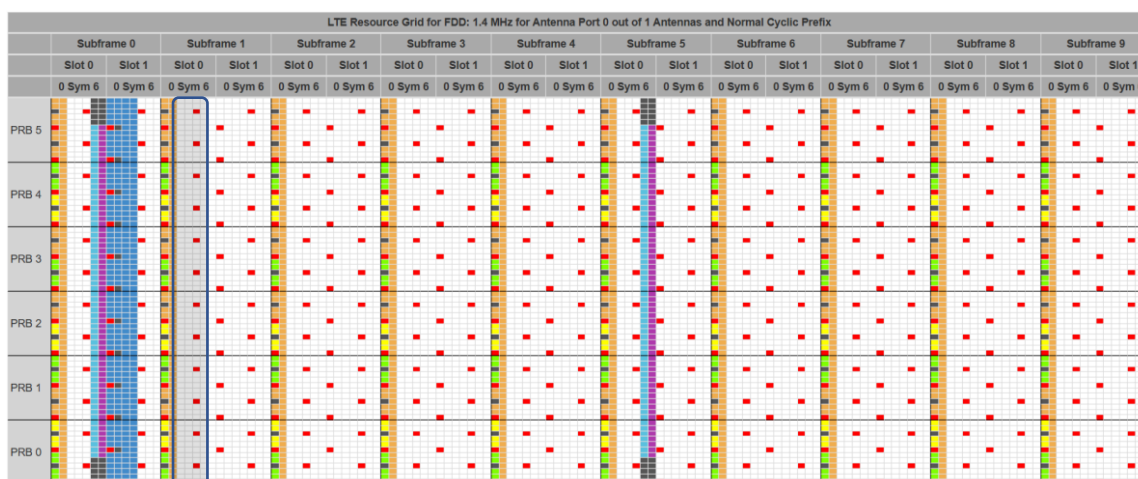 LTE Resource Grid for FDD: 1.4 MHz for Antenna Port 0 out of 1 Antennas and Normal Cyclic Prefix
Subframe 0 Subframe 1 Subframe 2 Subframe 3 Subframe 4 Subframe 5 Subframe 6 Subframe 7 Subframe 8 Subframe 9
Slot 0 Slot 1 Slot 0 Slot 1 Slot 0 Slot 1 Slot 0 Slot 1 Slot 0 Slot 1 Slot 0 Slot 1 Slot 0 Slot 1 Slot 0 Slot 1 Slot 0 Slot 1 Slot 0 Slot 1
0 Sym 6 0 Sym 6 0 Sym 6 0 Sym 6 0 Sym 6 0 Sym 6 0 Sym 6 0 Sym 6 0 Sym 6 0 Sym 6 0 Sym 6 0 Sym 6 0 Sym 6 0 Sym 6 0 Sym 6 0 Sym 6 0 Sym 6 0 Sym 6 0 Sym 6 0 Sym
PRB 5
PRB 4
PRB 3
PRB 2
PRB 1
PRB 0